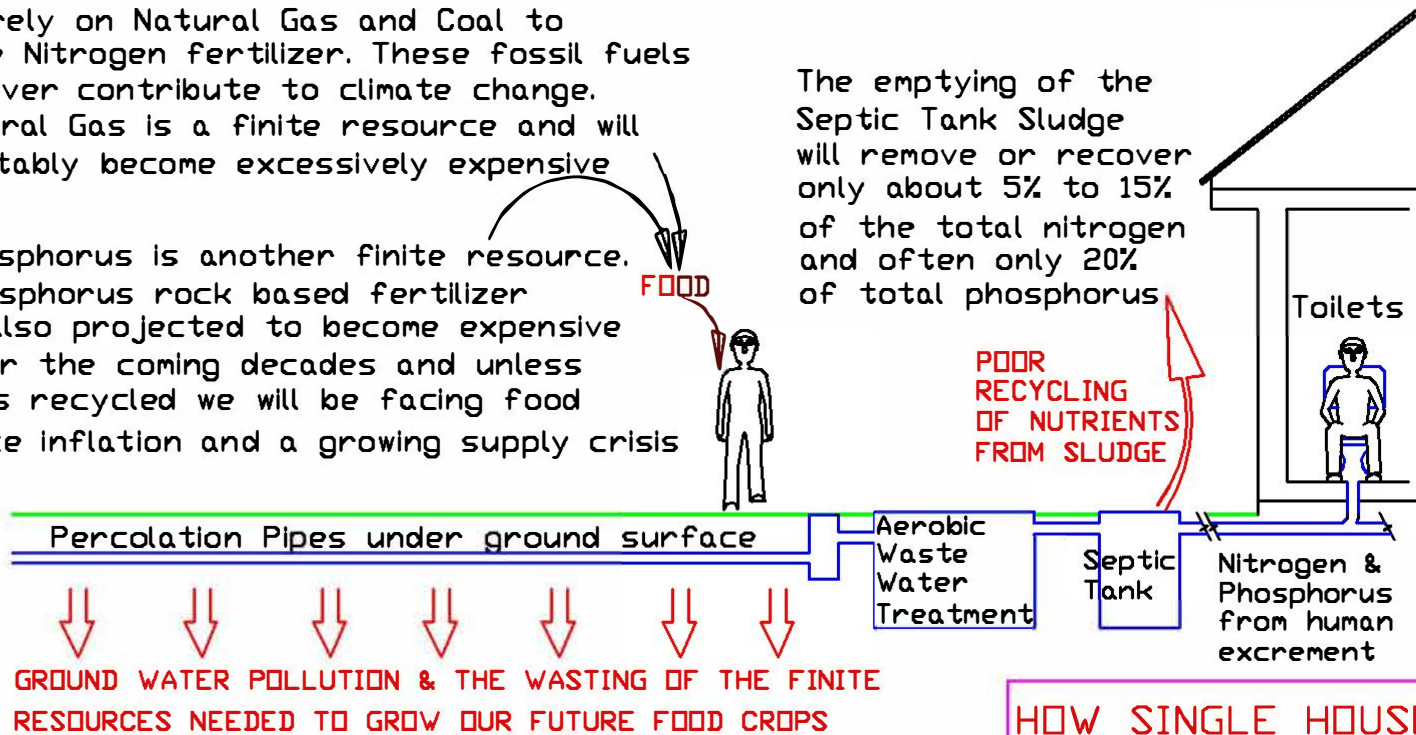 rely on Natural Gas and Coal to
Nitrogen fertilizer. These fossil fuels
ver contribute to climate change.
ral Gas is a finite resource and will
tably become excessively expensive
sphorus is another finite resource.
sphorus rock based fertilizer
also projected to become expensive
r the coming decades and unless
s recycled we will be facing food
e inflation and a growing supply crisis
FOOD
The emptying of the
Septic Tank Sludge
will remove or recover
only about 5% to 15%
of the total nitrogen
and often only 20%
of total phosphorus
POOR
RECYCLING
OF NUTRIENTS
FROM SLUDGE
Toilets
Percolation Pipes under ground surface
Aerobic
Waste
Water
Treatment
Septic
Tank
Nitrogen &
Phosphorus
from human
excrement
GROUND WATER POLLUTION & THE WASTING OF THE FINITE
RESOURCES NEEDED TO GROW OUR FUTURE FOOD CROPS
HOW SINGLE HOUSE